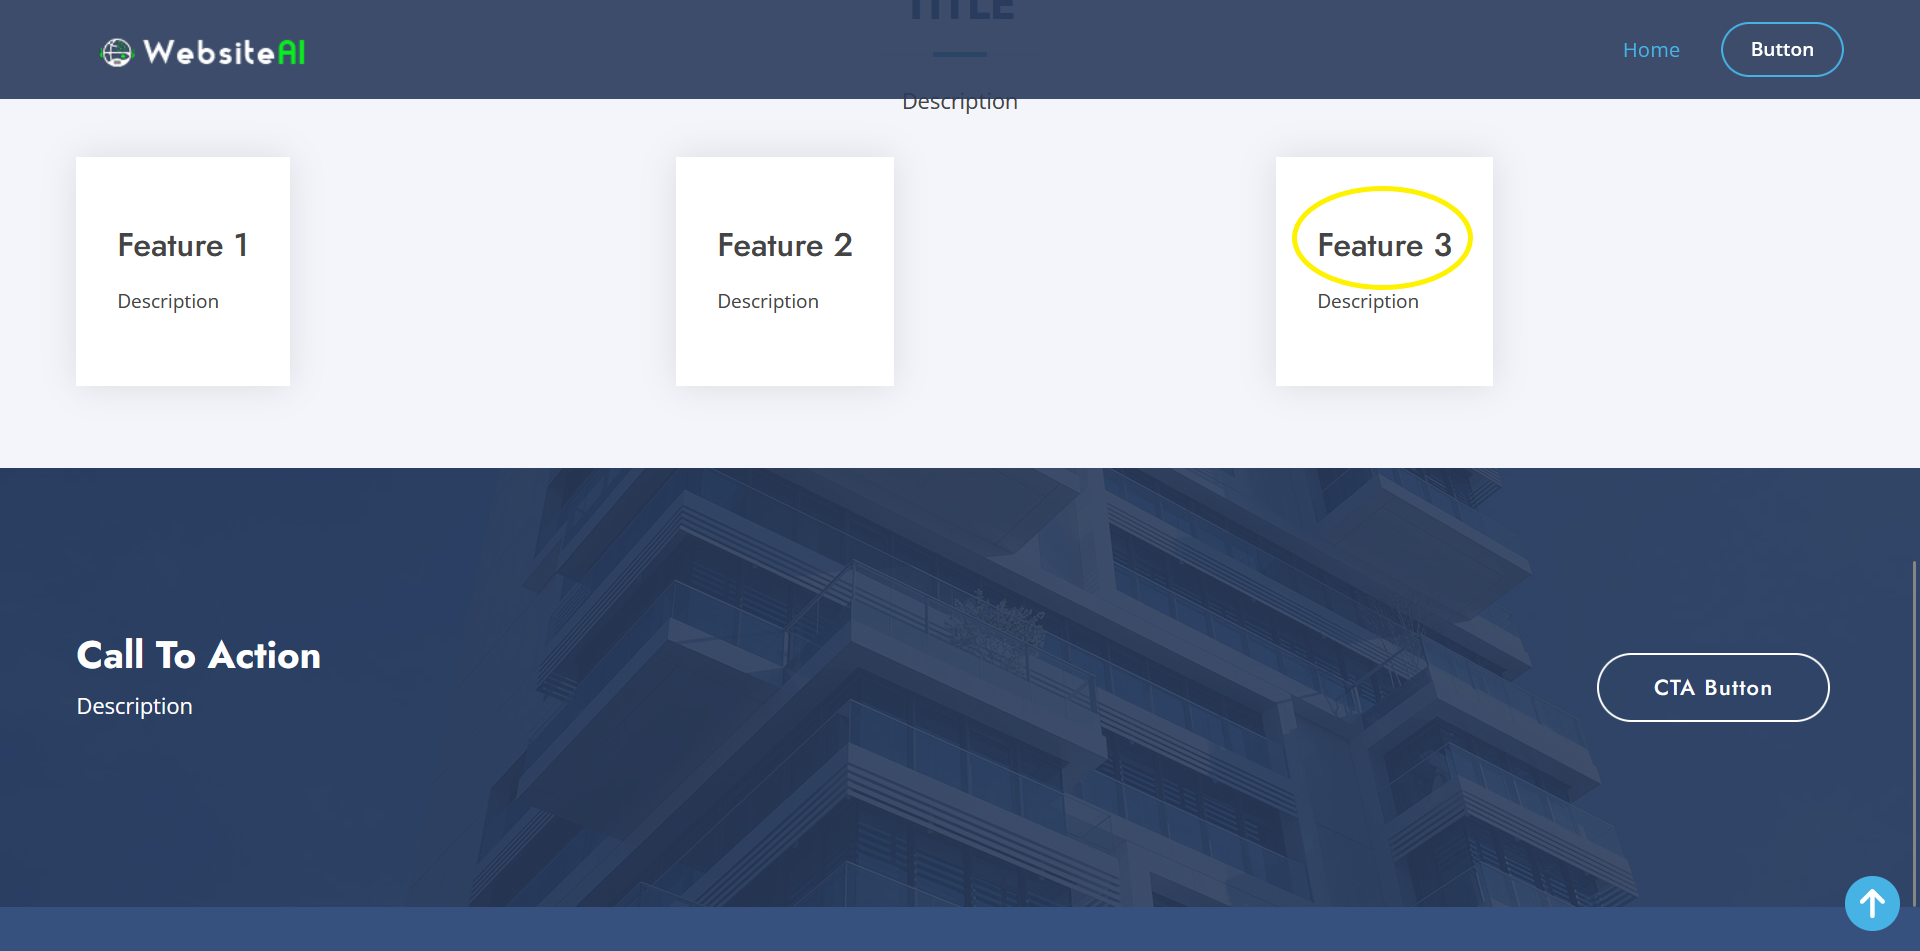 TITLE
WebsiteAI
Home
Button
Description
Feature 1
Description
Feature 2
Description
Feature 3
Description
Call To Action
Description
CTA Button